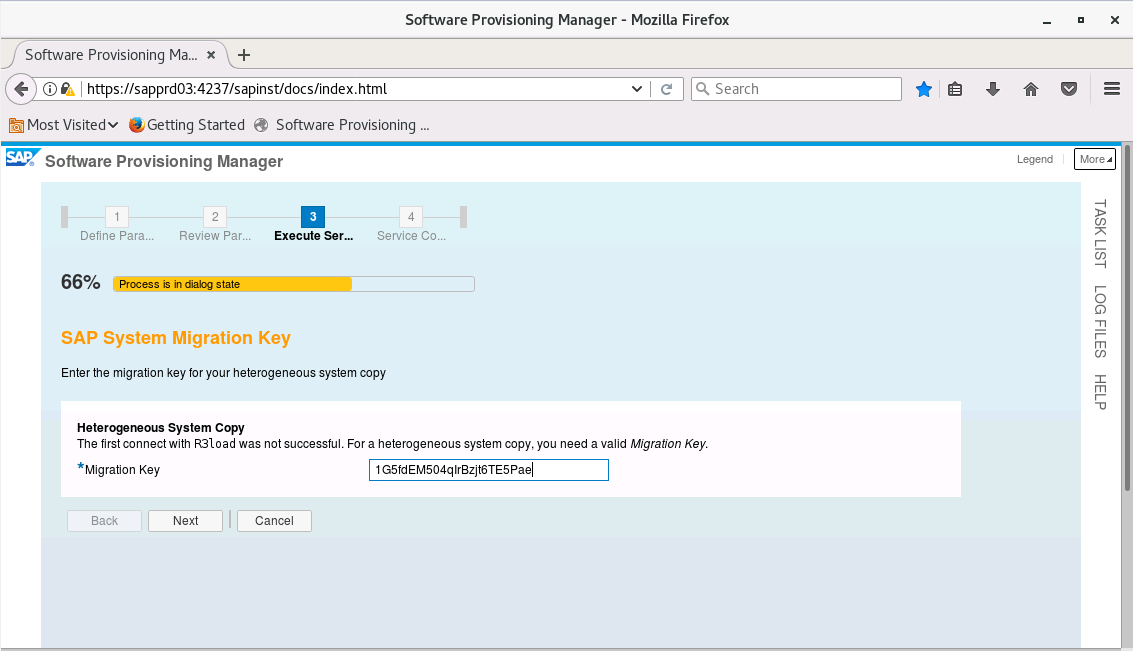 Software Provisioning Manager - Mozilla Firefox
Software Provisioning Ma...
https://sapprd03:4237/sapinst/docs/index.html
Search
Most Visited
Getting Started
Software Provisioning ...
SAP
Software Provisioning Manager
Legend
More
1
2
3
4
Define Para...
Review Par...
Execute Ser...
Service Co...
66%
Process is in dialog state
SAP System Migration Key
Enter the migration key for your heterogeneous system copy
Heterogeneous System Copy
The first connect with R3load was not successful. For a heterogeneous system copy, you need a valid Migration Key.
*Migration Key
1G5fdEM504qIrBzjt6TE5Pae
Back
Next
Cancel
TASK LIST
LOG FILES
HELP